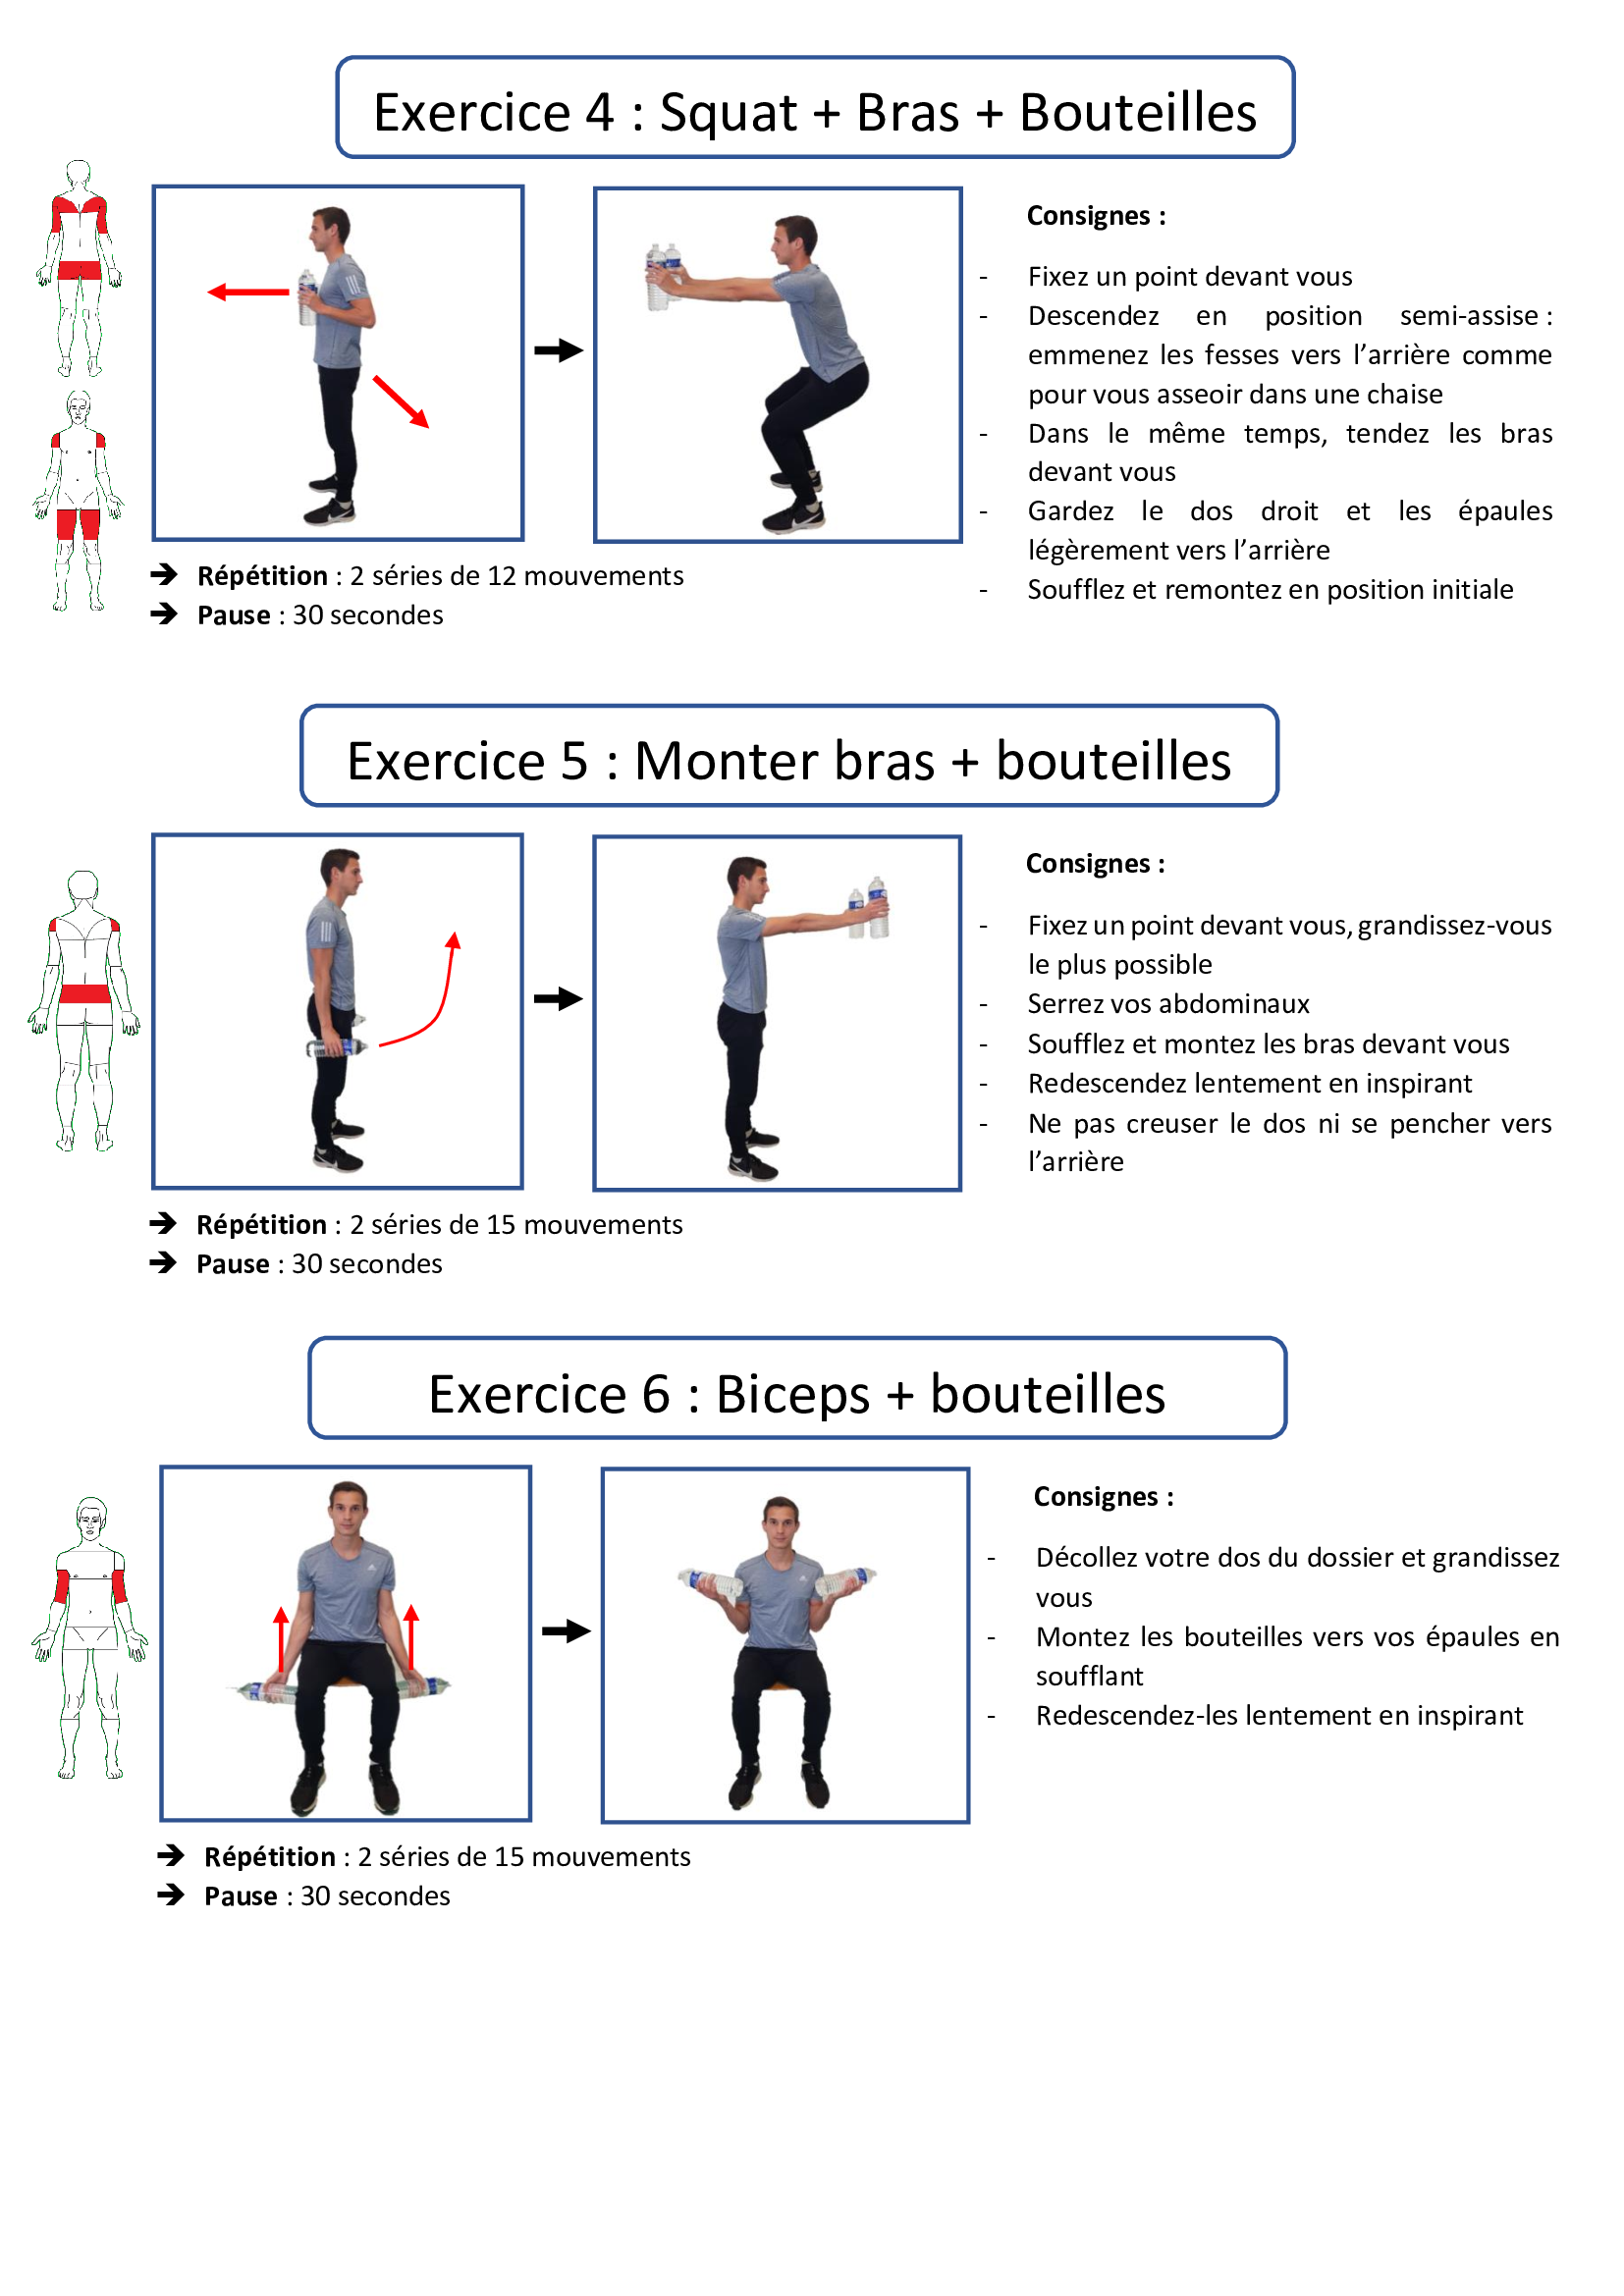 Exercice 4 : Squat + Bras + Bouteilles
Consignes :
- Fixez un point devant vous
- Descendez en position semi-assise :
emmenez les fesses vers l’arrière comme
pour vous asseoir dans une chaise
- Dans le même temps, tendez les bras
devant vous
- Gardez le dos droit et les épaules
légèrement vers l’arrière
- Soufflez et remontez en position initiale
➔ Répétition : 2 séries de 12 mouvements
➔ Pause : 30 secondes
Exercice 5 : Monter bras + bouteilles
Consignes :
- Fixez un point devant vous, grandissez-vous
le plus possible
- Serrez vos abdominaux
- Soufflez et montez les bras devant vous
- Redescendez lentement en inspirant
- Ne pas creuser le dos ni se pencher vers
l’arrière
➔ Répétition : 2 séries de 15 mouvements
➔ Pause : 30 secondes
Exercice 6 : Biceps + bouteilles
Consignes :
- Décollez votre dos du dossier et grandissez
vous
- Montez les bouteilles vers vos épaules en
soufflant
- Redescendez-les lentement en inspirant
➔ Répétition : 2 séries de 15 mouvements
➔ Pause : 30 secondes